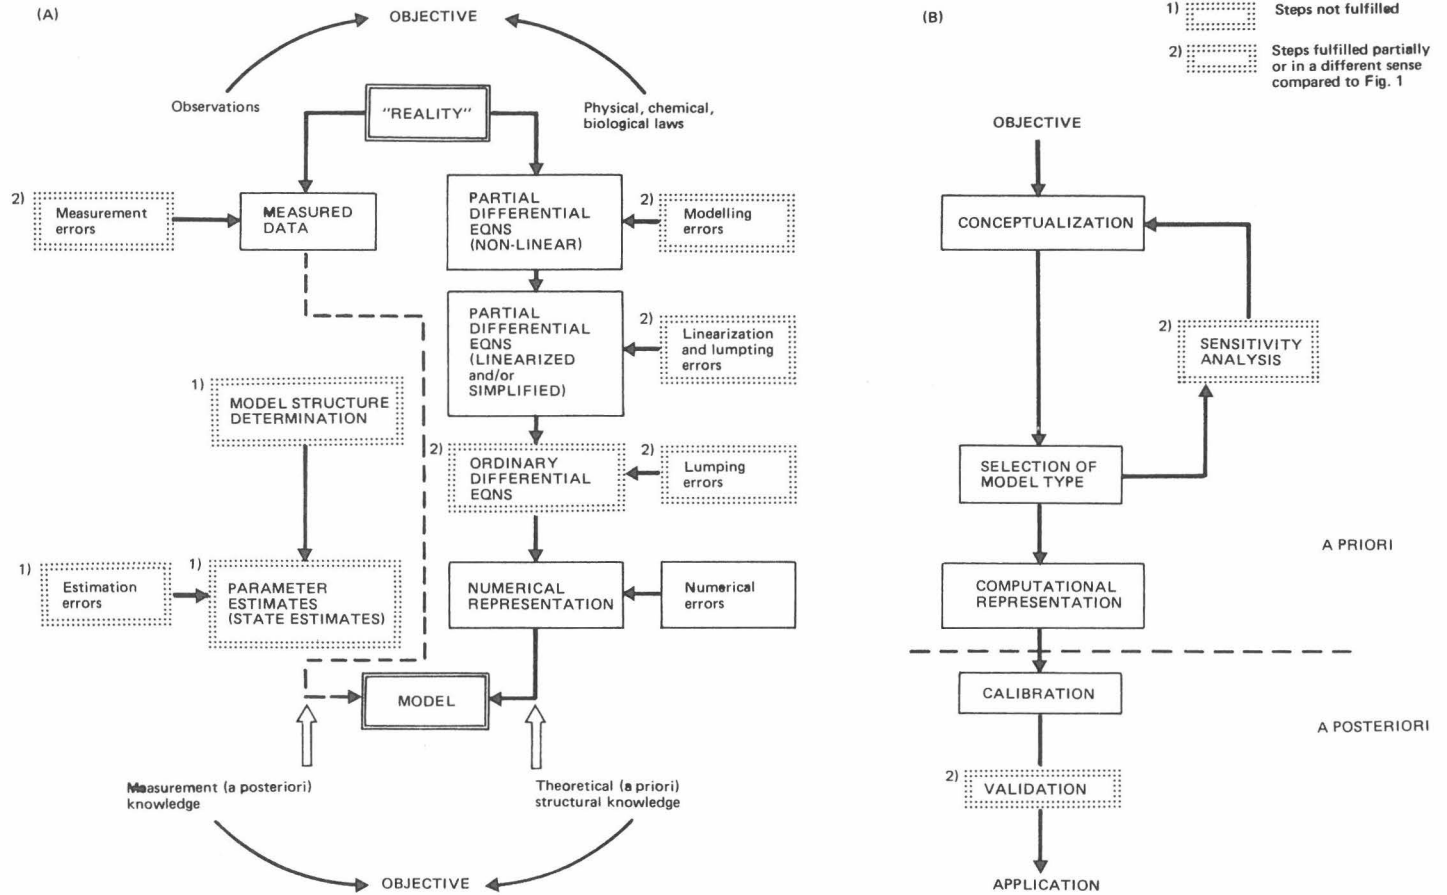 (A)
OBJECTIVE
Observations
"REALITY"
Physical, chemical,
biological laws
2)
Measurement
errors
MEASURED
DATA
PARTIAL
DIFFERENTIAL
EQNS
(NON-LINEAR)
2)
Modelling
errors
PARTIAL
DIFFERENTIAL
EQNS
(LINEARIZED
and/or
SIMPLIFIED)
2)
Linearization
and lumpting
errors
1)
MODEL STRUCTURE
DETERMINATION
2)
ORDINARY
DIFFERENTIAL
EQNS
2)
Lumping
errors
1)
Estimation
errors
1)
PARAMETER
ESTIMATES
(STATE ESTIMATES)
NUMERICAL
REPRESENTATION
Numerical
errors
MODEL
Measurement (a posteriori)
knowledge
Theoretical (a priori)
structural knowledge
OBJECTIVE
(B)
1)
Steps not fulfilled
2)
Steps fulfilled partially
or in a different sense
compared to Fig. 1
OBJECTIVE
CONCEPTUALIZATION
2)
SENSITIVITY
ANALYSIS
SELECTION OF
MODEL TYPE
A PRIORI
COMPUTATIONAL
REPRESENTATION
CALIBRATION
A POSTERIORI
2)
VALIDATION
APPLICATION